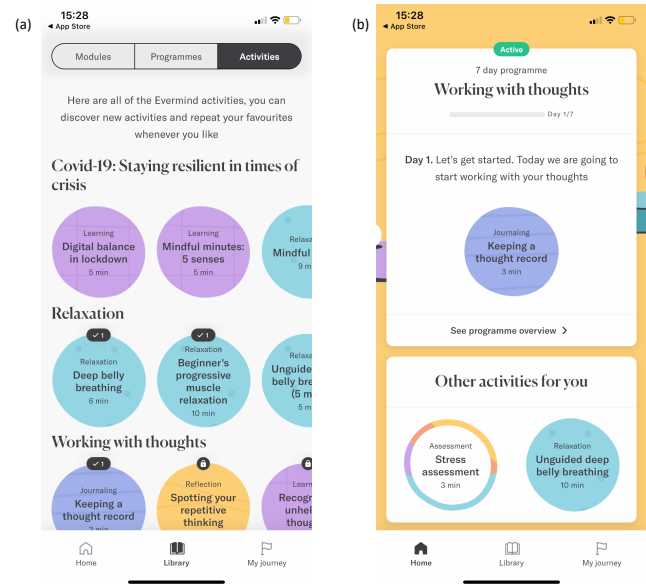 (a)
15:28
App Store
Modules
Programmes
Activities
Here are all of the Evermind activities, you can
discover new activities and repeat your favourites
whenever you like
Covid-19: Staying resilient in times of
crisis
Learning
Digital balance
in lockdown
5 min
Learning
Mindful minutes:
5 senses
5 min
Relaxa
Mindful
9 m
Relaxation
1
Relaxation
Deep belly
breathing
6 min
1
Relaxation
Beginner's
progressive
muscle
relaxation
10 min
Relaxa
Unguide
belly bre
(5 m
5 m
Working with thoughts
1
Journaling
Keeping a
thought record
3 min
Reflection
Spotting your
repetitive
thinking
Learn
Recogn
unhel
thoug
Home
Library
My journey
(b)
15:28
App Store
Active
7 day programme
Working with thoughts
Day 1/7
Day 1. Let's get started. Today we are going to
start working with your thoughts
Journaling
Keeping a
thought record
3 min
See programme overview
Other activities for you
Assessment
Stress
assessment
3 min
Relaxation
Unguided deep
belly breathing
10 min
Home
Library
My journey